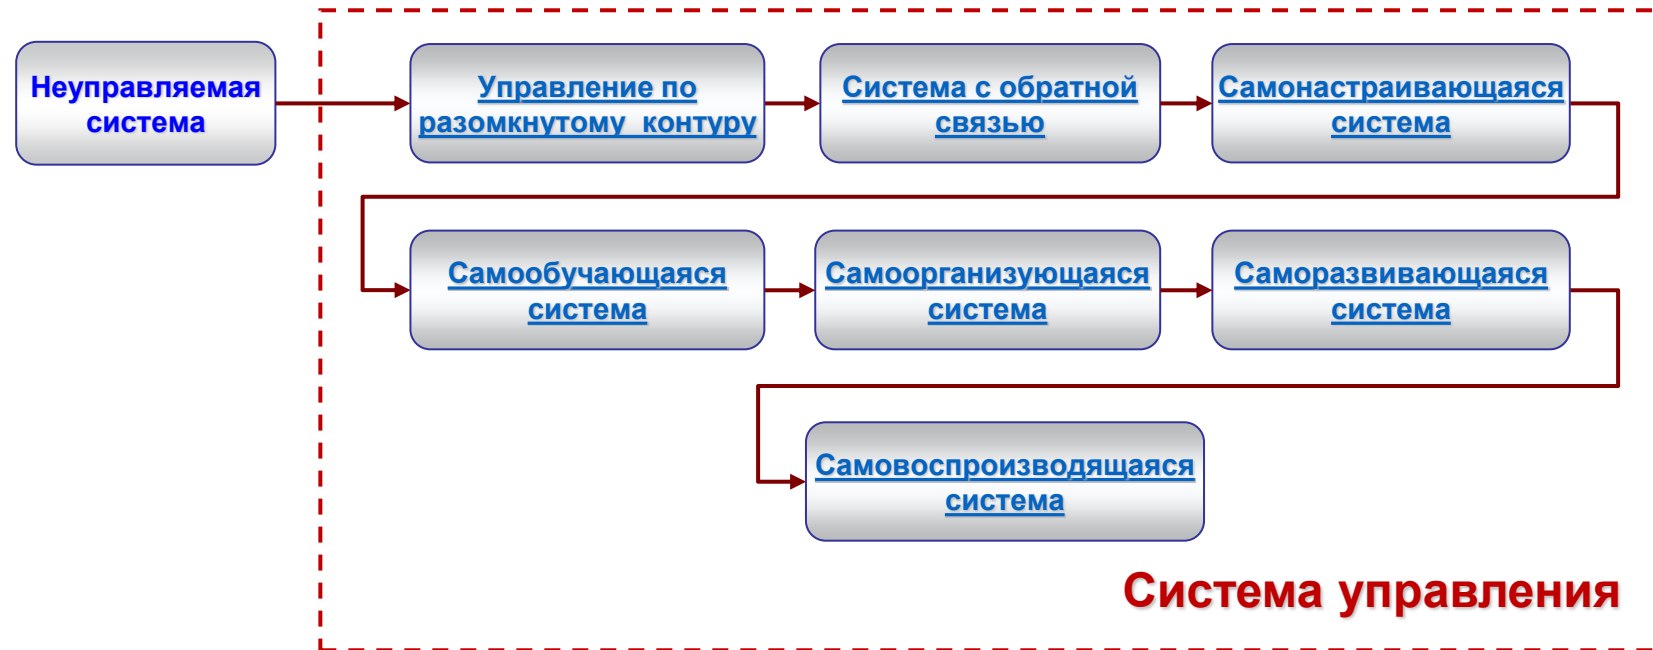 Неуправляемая
система
Управление по
разомкнутому контуру
Система с обратной
связью
Самонастраивающаяся
система
Самообучающаяся
система
Самоорганизующаяся
система
Саморазвивающаяся
система
Самовоспроизводящаяся
система
Система управления